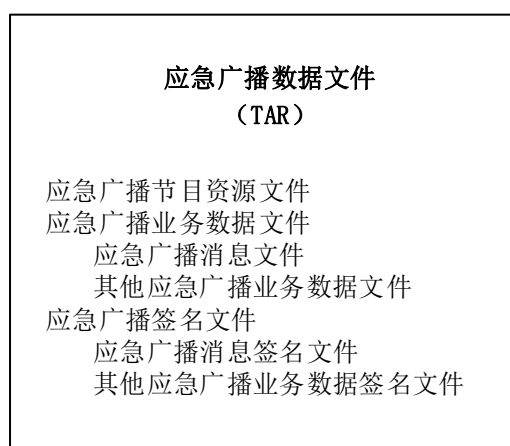 应急广播数据文件
（TAR）
应急广播节目资源文件
应急广播业务数据文件
应急广播消息文件
其他应急广播业务数据文件
应急广播签名文件
应急广播消息签名文件
其他应急广播业务数据签名文件